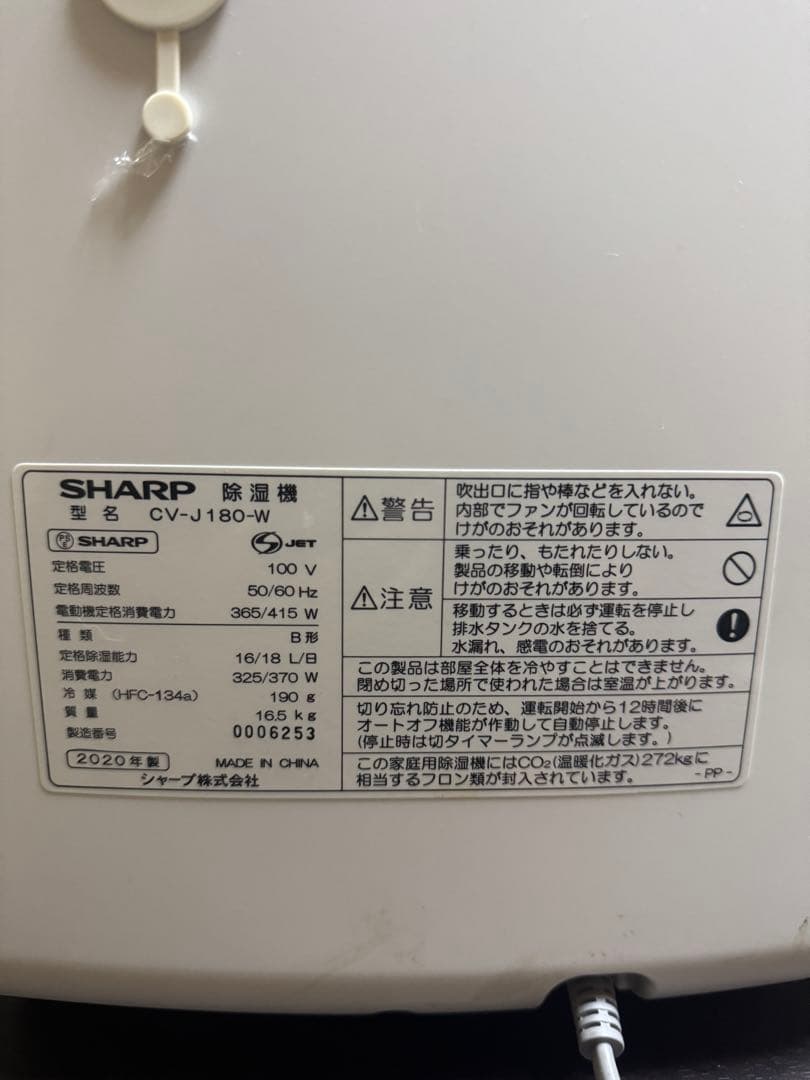 SHARP 除湿機
型名 CV-J180-W
PSE SHARP
S JET
定格電圧 100 V
定格周波数 50/60 Hz
電動機定格消費電力 365/415 W
種類 B形
定格除湿能力 16/18 L/日
消費電力 325/370 W
冷媒 (HFC-134a) 190 g
質量 16.5 kg
製造番号 0006253
2020年製 MADE IN CHINA
シャープ株式会社
⚠警告
吹出口に指や棒などを入れない。
内部でファンが回転しているので
けがのおそれがあります。
⚠注意
乗ったり、もたれたりしない。
製品の移動や転倒により
けがのおそれがあります。
移動するときは必ず運転を停止し
排水タンクの水を捨てる。
水漏れ、感電のおそれがあります。
この製品は部屋全体を冷やすことはできません。
閉め切った場所で使われた場合は室温が上がります。
切り忘れ防止のため、運転開始から12時間後に
オートオフ機能が作動して自動停止します。
(停止時は切タイマーランプが点滅します。)
この家庭用除湿機にはCO₂(温暖化ガス)272kgに
相当するフロン類が封入されています。
-PP-